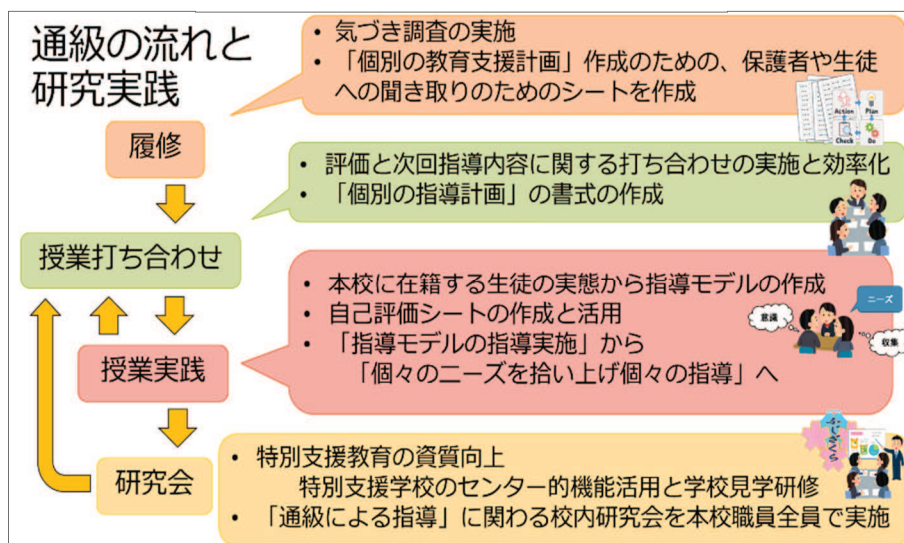 通級の流れと
研究実践
• 気づき調査の実施
• 「個別の教育支援計画」作成のための、保護者や生徒
への聞き取りのためのシートを作成
Action
Plan
Check
Do
履修
• 評価と次回指導内容に関する打ち合わせの実施と効率化
• 「個別の指導計画」の書式の作成
授業打ち合わせ
• 本校に在籍する生徒の実態から指導モデルの作成
• 自己評価シートの作成と活用
• 「指導モデルの指導実施」から
「個々のニーズを拾い上げ個々の指導」へ
ニーズ
意識
収集
授業実践
• 特別支援教育の資質向上
特別支援学校のセンター的機能活用と学校見学研修
• 「通級による指導」に関わる校内研究会を本校職員全員で実施
ふじざくら
研究会